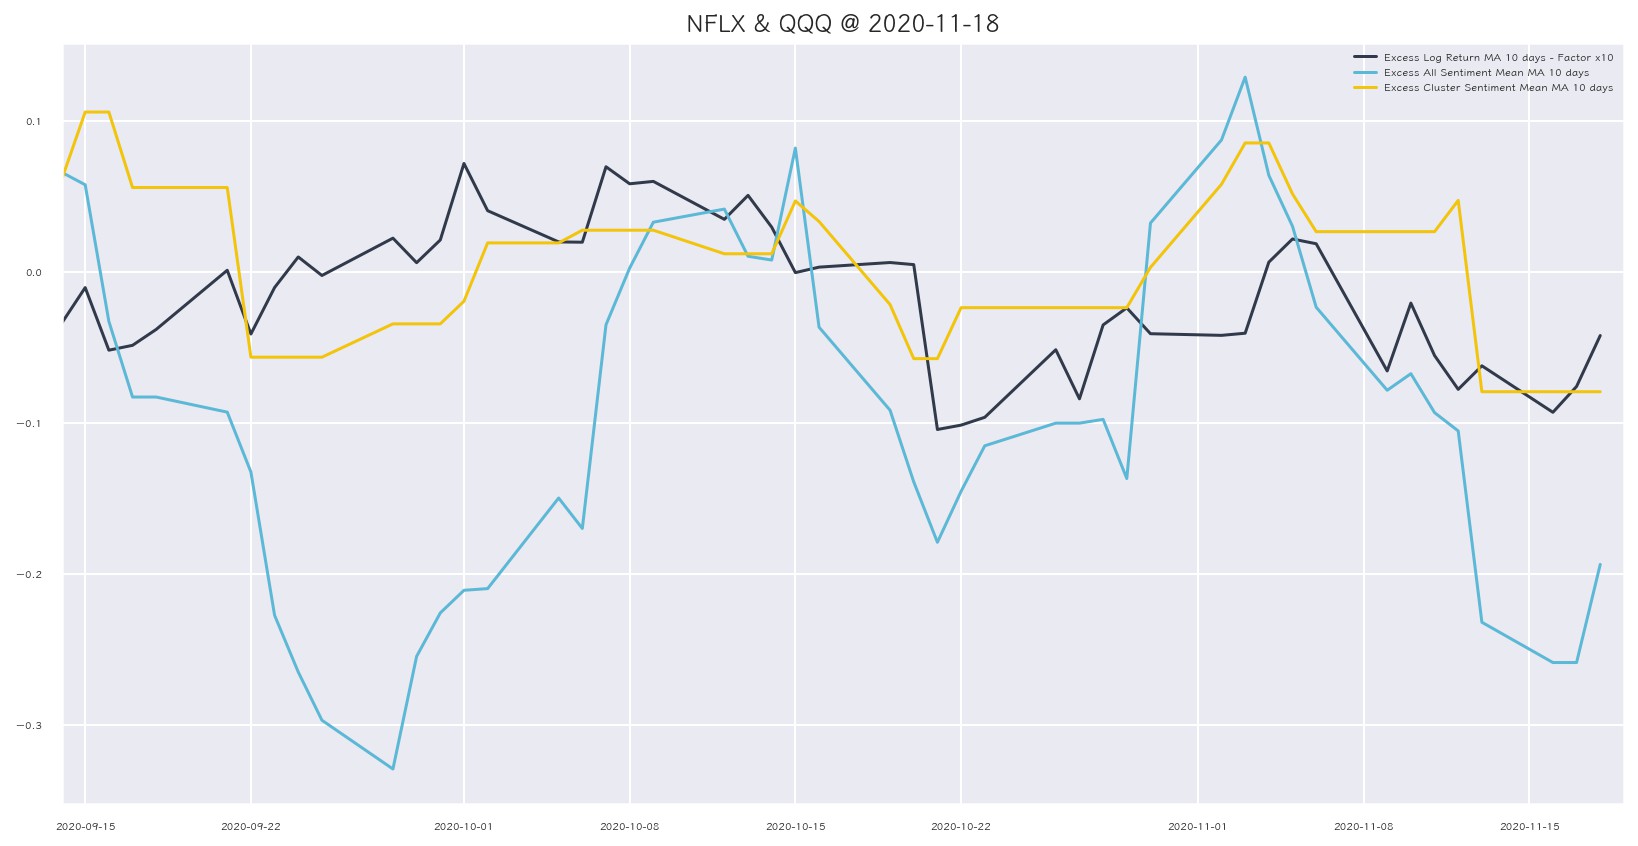 NFLX & QQQ @ 2020-11-18
Excess Log Return MA 10 days - Factor x10
Excess All Sentiment Mean MA 10 days
Excess Cluster Sentiment Mean MA 10 days
0.1
0.0
−0.1
−0.2
−0.3
2020-09-15 2020-09-22 2020-10-01 2020-10-08 2020-10-15 2020-10-22 2020-11-01 2020-11-08 2020-11-15